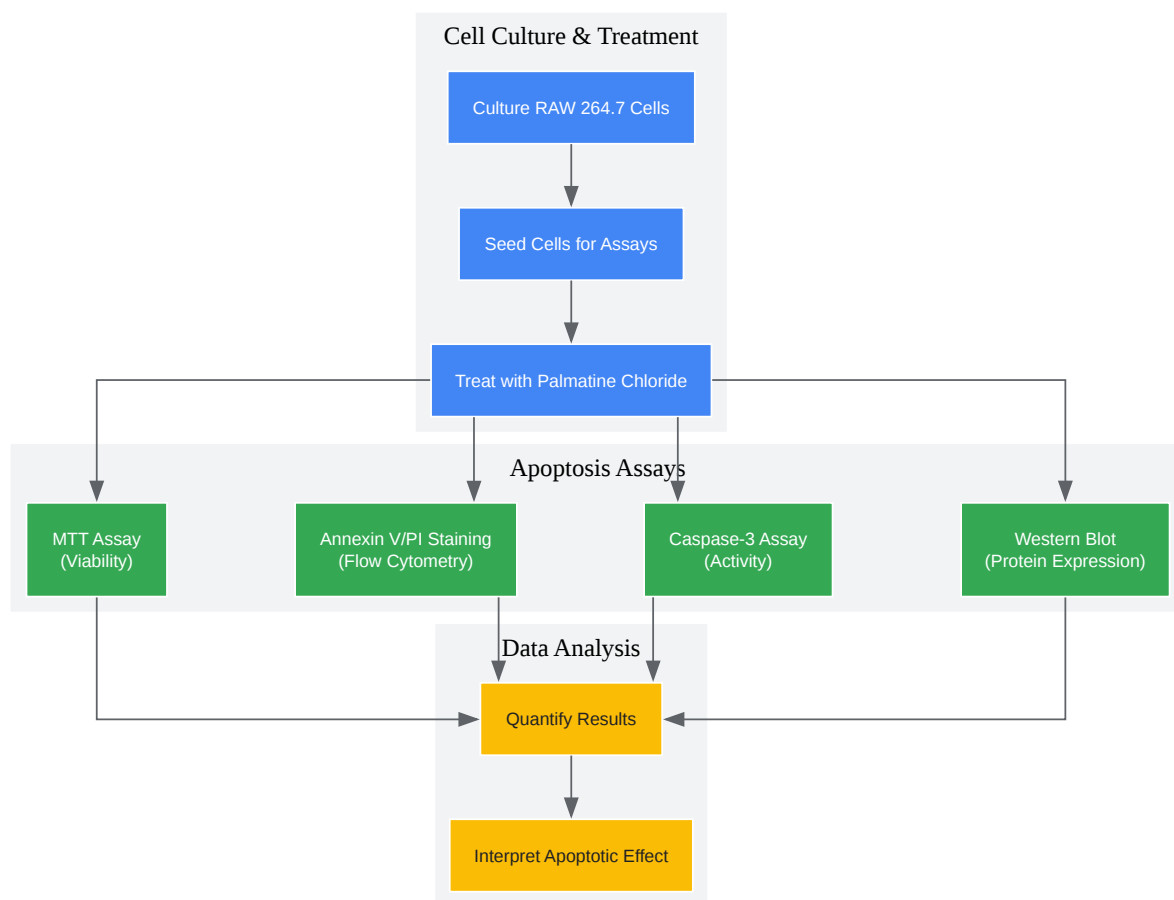 Cell Culture & Treatment
Culture RAW 264.7 Cells
Seed Cells for Assays
Treat with Palmatine Chloride
Apoptosis Assays
MTT Assay
(Viability)
Annexin V/PI Staining
(Flow Cytometry)
Caspase-3 Assay
(Activity)
Western Blot
(Protein Expression)
Data Analysis
Quantify Results
Interpret Apoptotic Effect